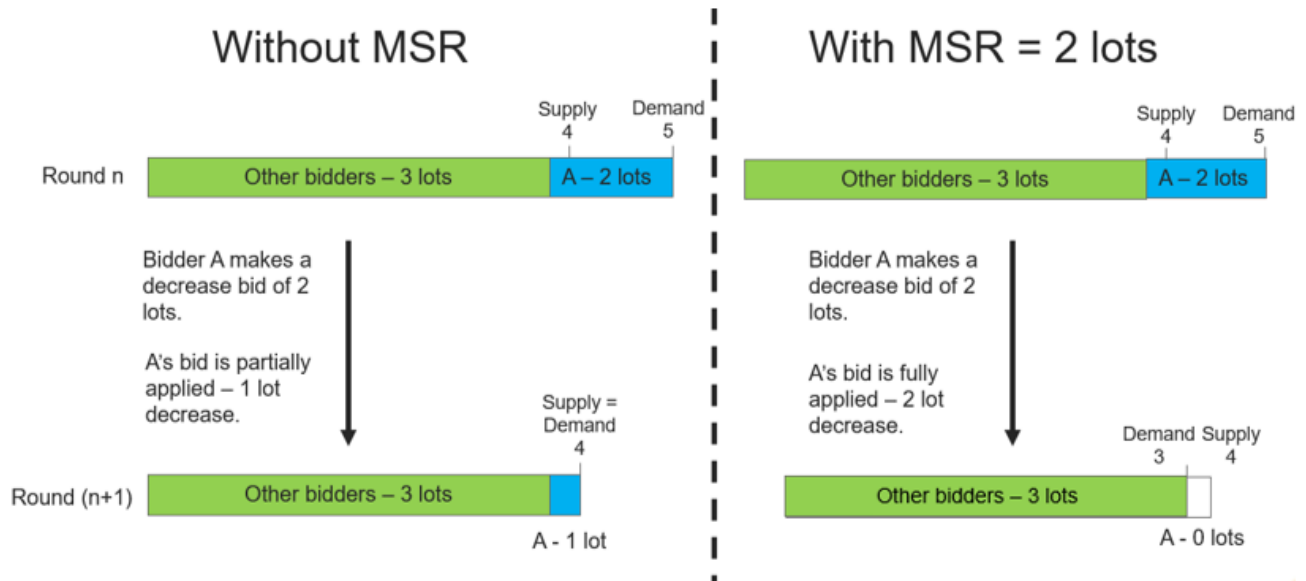 Without MSR
Supply
4
Demand
5
Round n
Other bidders – 3 lots
A – 2 lots
Bidder A makes a
decrease bid of 2
lots.
A's bid is partially
applied – 1 lot
decrease.
Supply =
Demand
4
Round (n+1)
Other bidders – 3 lots
A - 1 lot
With MSR = 2 lots
Supply
4
Demand
5
Other bidders – 3 lots
A – 2 lots
Bidder A makes a
decrease bid of 2
lots.
A's bid is fully
applied – 2 lot
decrease.
Demand
3
Supply
4
Other bidders – 3 lots
A - 0 lots